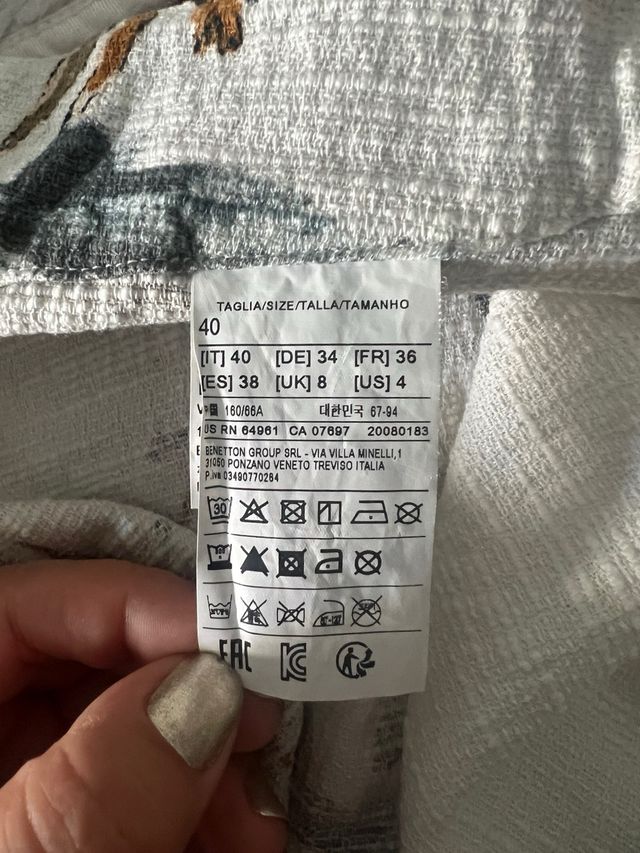 TAGLIA/SIZE/TALLA/TAMANHO
40
[IT] 40 [DE] 34 [FR] 36
[ES] 38 [UK] 8 [US] 4
中国 160/66A 대한민국 67-94
US RN 64961 CA 07697 20080183
BENETTON GROUP SRL - VIA VILLA MINELLI,1
31050 PONZANO VENETO TREVISO ITALIA
P.iva 03490770264
30
EAC